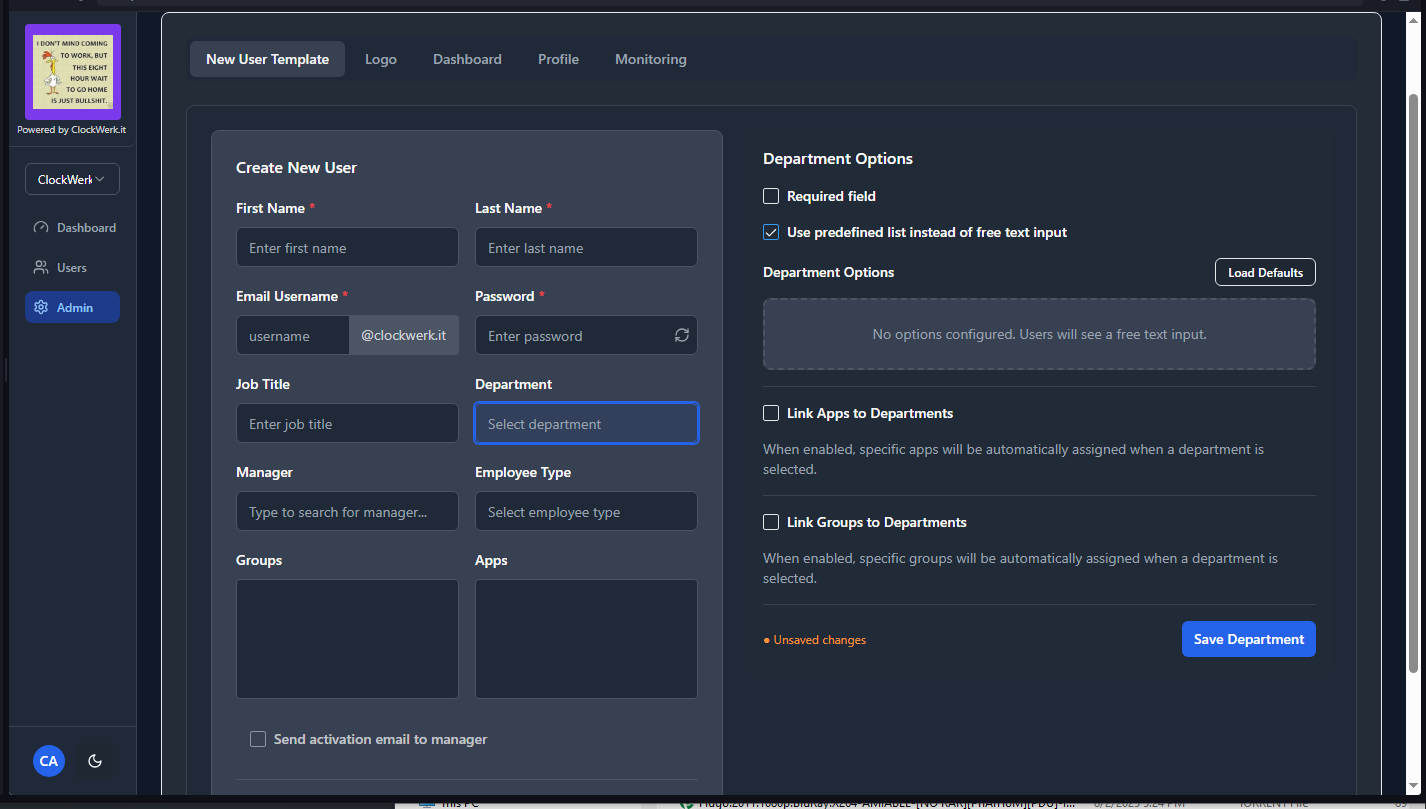 I DON'T MIND COMING
TO WORK, BUT
THIS EIGHT
HOUR WAIT
TO GO HOME
IS JUST BULLSHIT.
Powered by ClockWerk.it
ClockWerk
Dashboard
Users
Admin
CA
New User Template
Logo
Dashboard
Profile
Monitoring
Create New User
First Name *
Last Name *
Enter first name
Enter last name
Email Username *
Password *
username
@clockwerk.it
Enter password
Job Title
Department
Enter job title
Select department
Manager
Employee Type
Type to search for manager...
Select employee type
Groups
Apps
Send activation email to manager
Department Options
Required field
Use predefined list instead of free text input
Department Options
Load Defaults
No options configured. Users will see a free text input.
Link Apps to Departments
When enabled, specific apps will be automatically assigned when a department is
selected.
Link Groups to Departments
When enabled, specific groups will be automatically assigned when a department is
selected.
Unsaved changes
Save Department
This PC